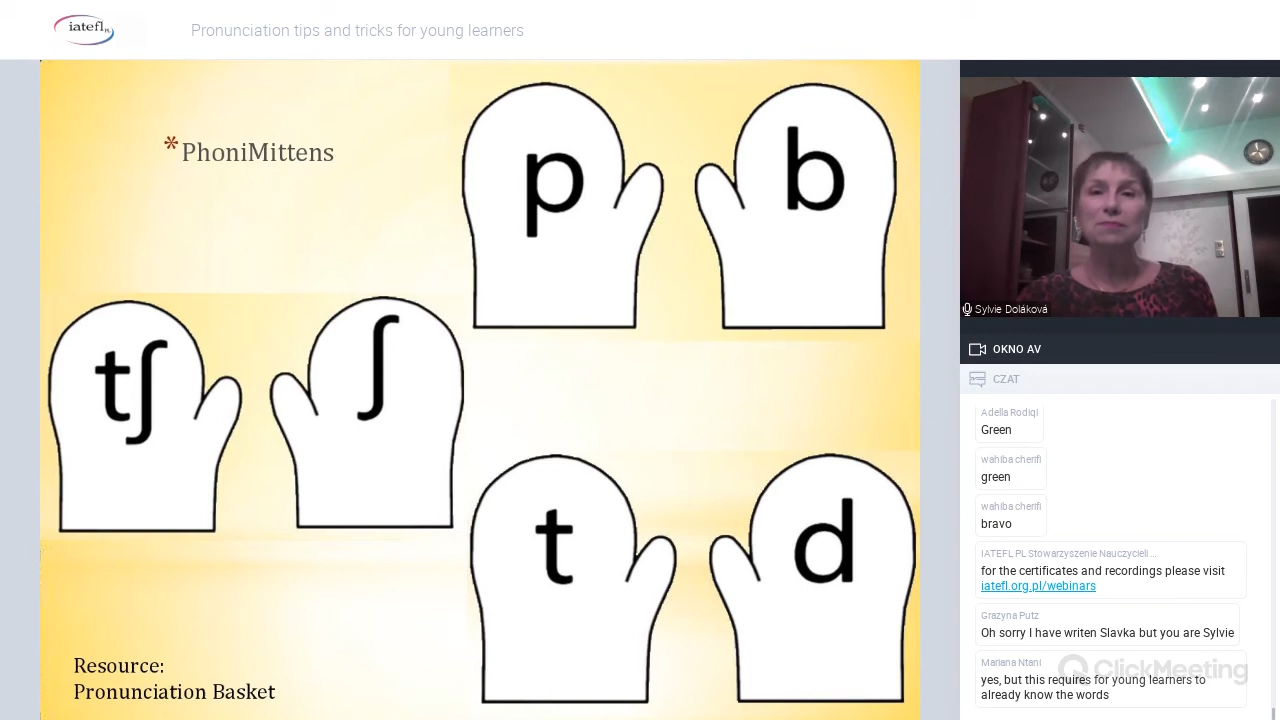 iatefl PL
Pronunciation tips and tricks for young learners
*PhoniMittens
p
b
tʃ
ʃ
t
d
Resource:
Pronunciation Basket
Sylvie Doláková
OKNO AV
CZAT
Adelia Rodiqi
Green
wahiba cherifi
green
wahiba cherifi
bravo
IATEFL PL Stowarzyszenie Nauczycieli ...
for the certificates and recordings please visit
iatefl.org.pl/webinars
Grazyna Putz
Oh sorry I have writen Slavka but you are Sylvie
Mariana Ntani
yes, but this requires for young learners to
already know the words
ClickMeeting